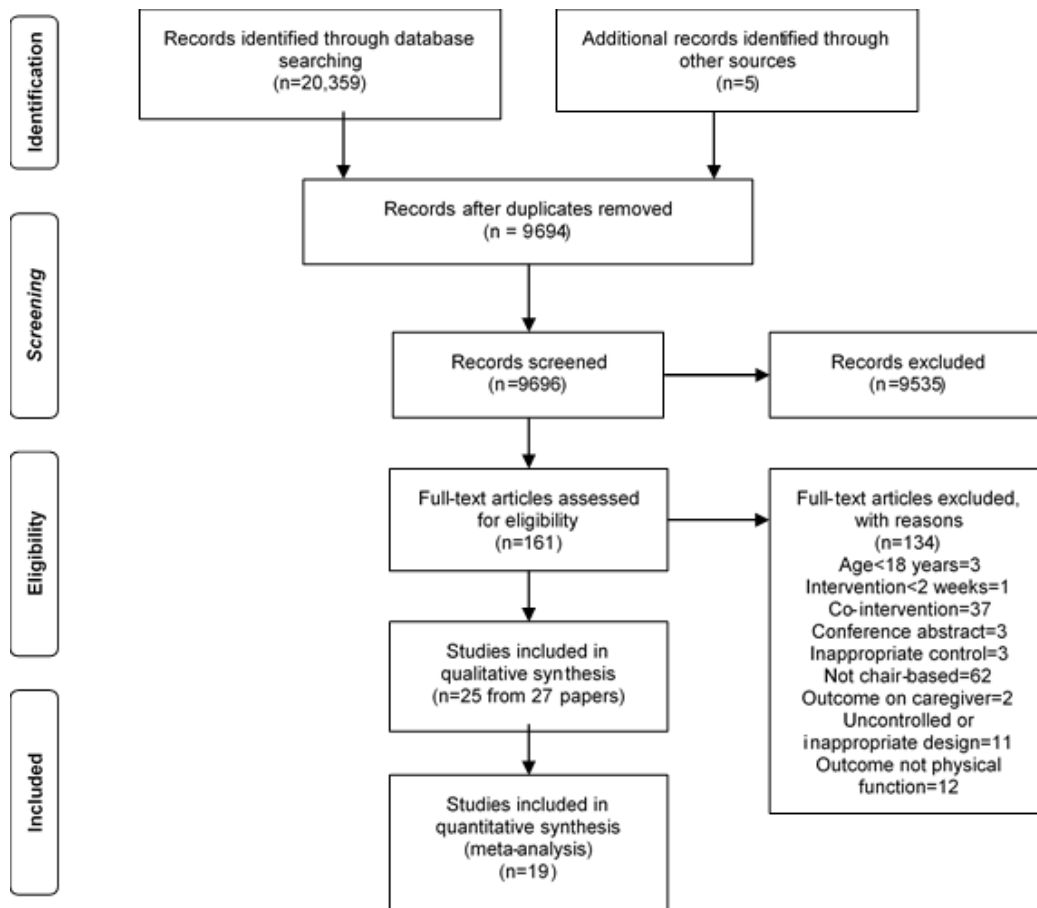 Identification
Records identified through database
searching
(n=20,359)
Additional records identified through
other sources
(n=5)
Records after duplicates removed
(n = 9694)
Screening
Records screened
(n=9696)
Records excluded
(n=9535)
Eligibility
Full-text articles assessed
for eligibility
(n=161)
Full-text articles excluded,
with reasons
(n=134)
Age<18 years=3
Intervention<2 weeks=1
Co-intervention=37
Conference abstract=3
Inappropriate control=3
Not chair-based=62
Outcome on caregiver=2
Uncontrolled or
inappropriate design=11
Outcome not physical
function=12
Studies included in
qualitative synthesis
(n=25 from 27 papers)
Included
Studies included in
quantitative synthesis
(meta-analysis)
(n=19)